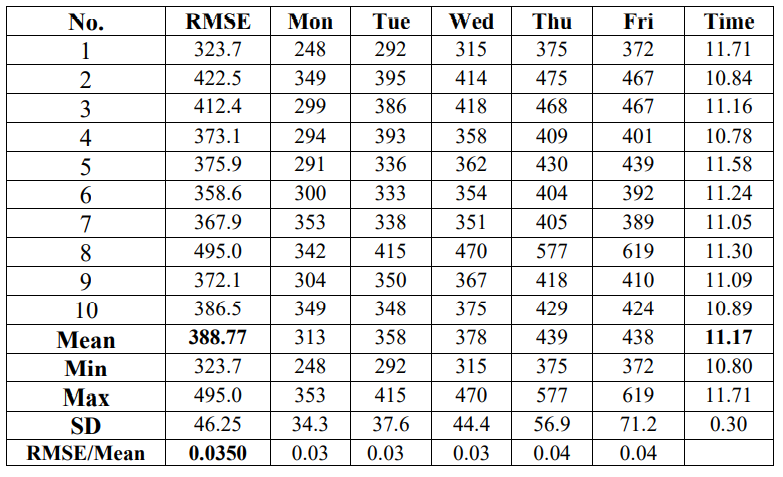 No. RMSE Mon Tue Wed Thu Fri Time
1 323.7 248 292 315 375 372 11.71
2 422.5 349 395 414 475 467 10.84
3 412.4 299 386 418 468 467 11.16
4 373.1 294 393 358 409 401 10.78
5 375.9 291 336 362 430 439 11.58
6 358.6 300 333 354 404 392 11.24
7 367.9 353 338 351 405 389 11.05
8 495.0 342 415 470 577 619 11.30
9 372.1 304 350 367 418 410 11.09
10 386.5 349 348 375 429 424 10.89
Mean 388.77 313 358 378 439 438 11.17
Min 323.7 248 292 315 375 372 10.80
Max 495.0 353 415 470 577 619 11.71
SD 46.25 34.3 37.6 44.4 56.9 71.2 0.30
RMSE/Mean 0.0350 0.03 0.03 0.03 0.04 0.04